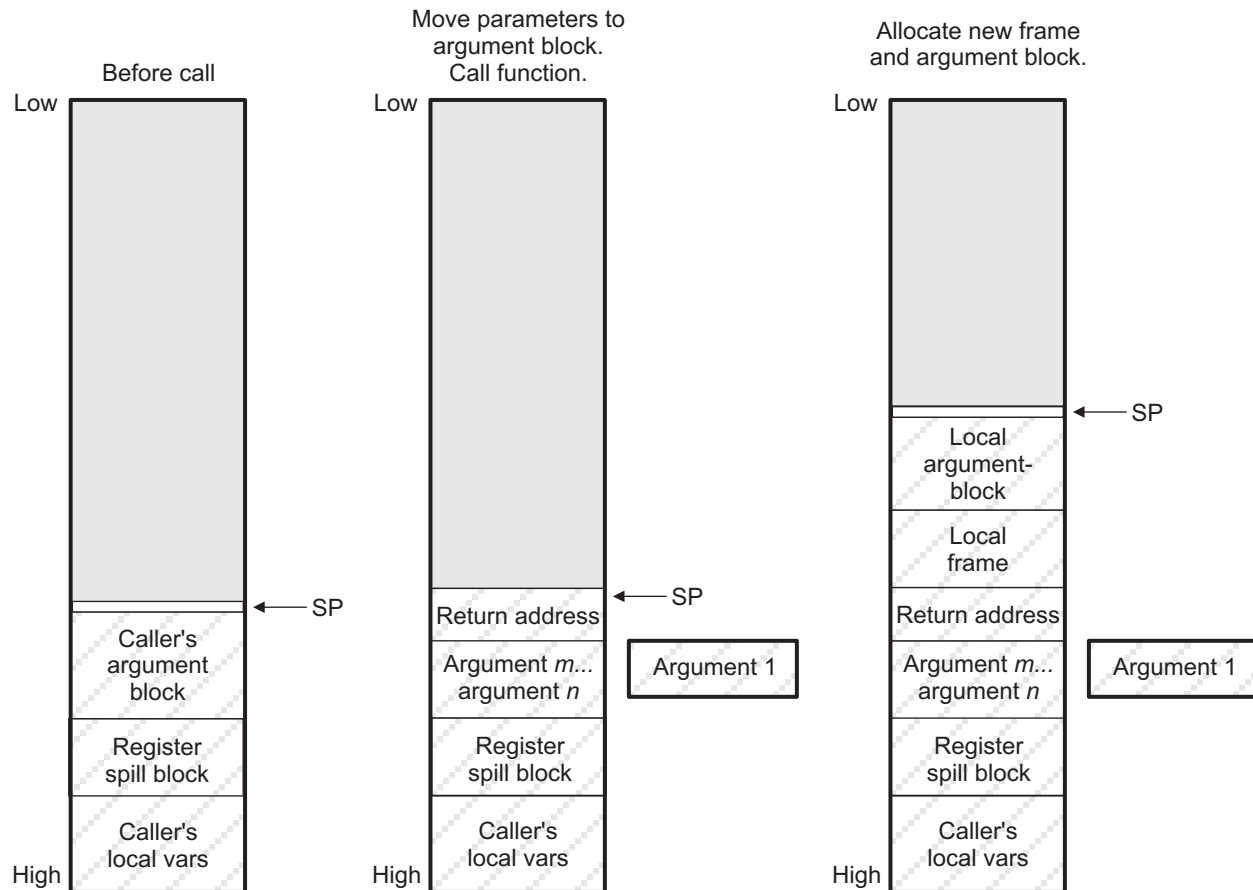 Before call
Low
SP
Caller's
argument
block
Register
spill block
Caller's
local vars
High
Move parameters to
argument block.
Call function.
Low
SP
Return address
Argument m...
argument n
Argument 1
Register
spill block
Caller's
local vars
High
Allocate new frame
and argument block.
Low
SP
Local
argument-
block
Local
frame
Return address
Argument m...
argument n
Argument 1
Register
spill block
Caller's
local vars
High